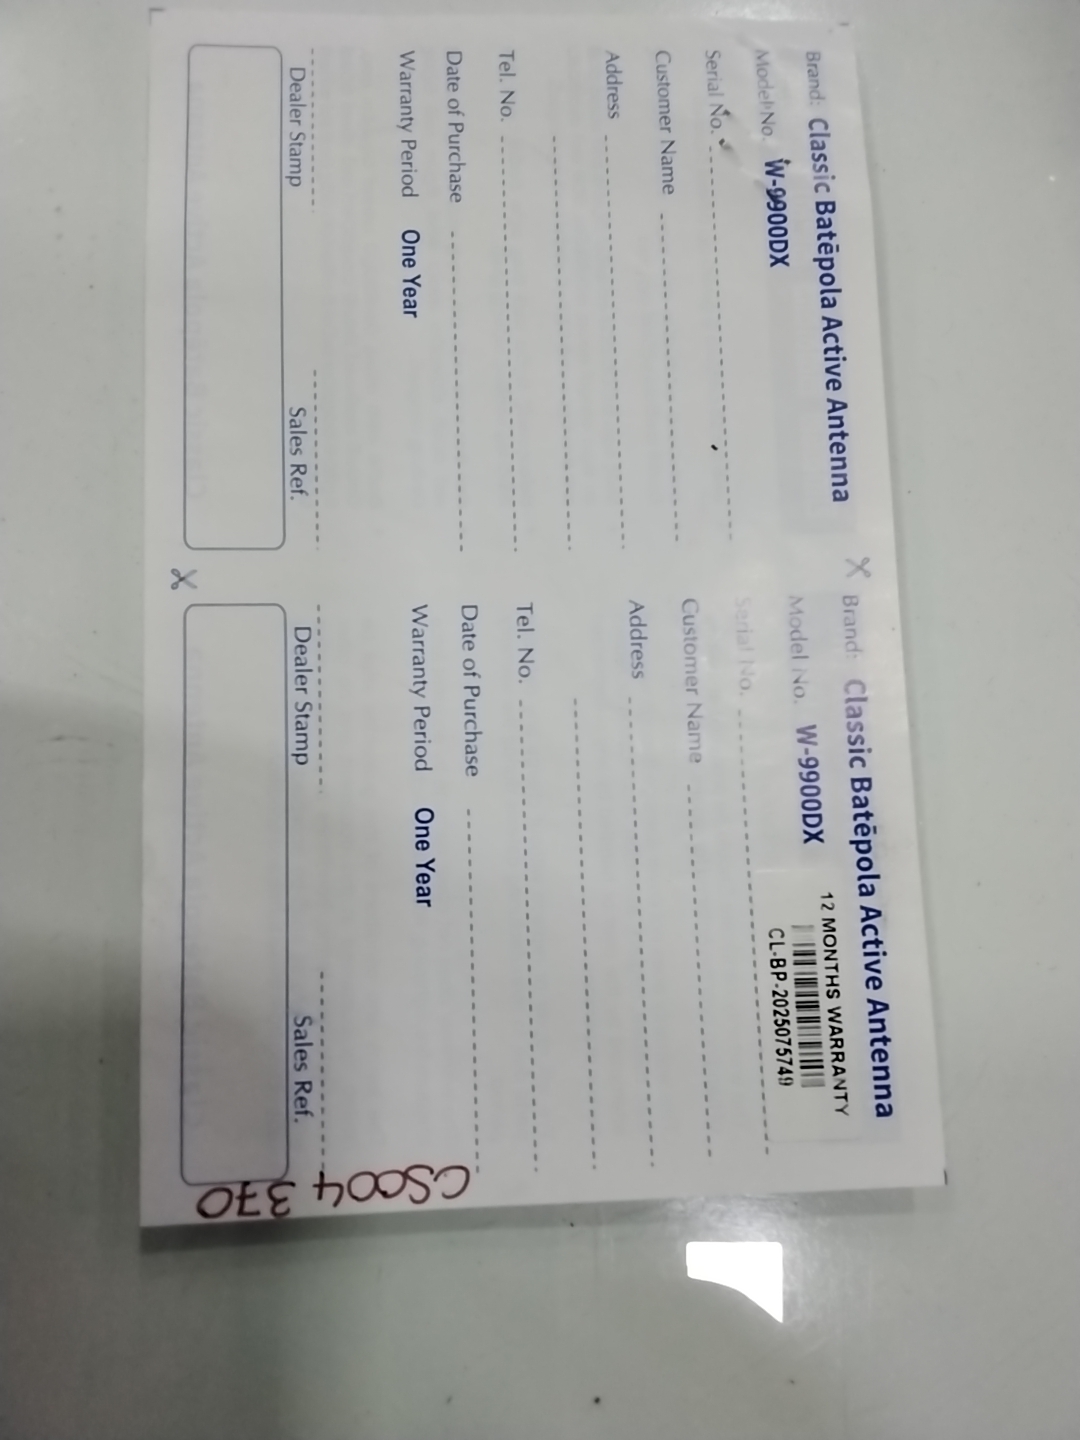 Brand: Classic Batēpola Active Antenna
Model No. W-9900DX
Serial No.
Customer Name
Address
Tel. No.
Date of Purchase
Warranty Period One Year
Dealer Stamp Sales Ref.
Brand: Classic Batēpola Active Antenna
Model No. W-9900DX
12 MONTHS WARRANTY
CL-BP-2025075749
Serial No.
Customer Name
Address
Tel. No.
Date of Purchase
Warranty Period One Year
Dealer Stamp Sales Ref.
CS004370